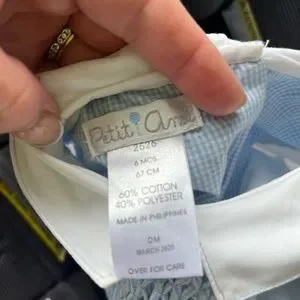 Petit Ami
2526
6 MOS
67 CM
60% COTTON
40% POLYESTER
MADE IN PHILIPPINES
DM
MARCH 2020
OVER FOR CARE